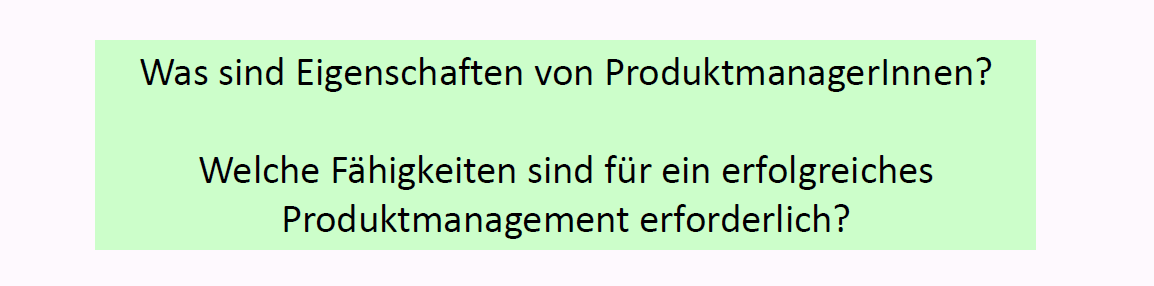 Was sind Eigenschaften von ProduktmanagerInnen?
Welche Fähigkeiten sind für ein erfolgreiches
Produktmanagement erforderlich?